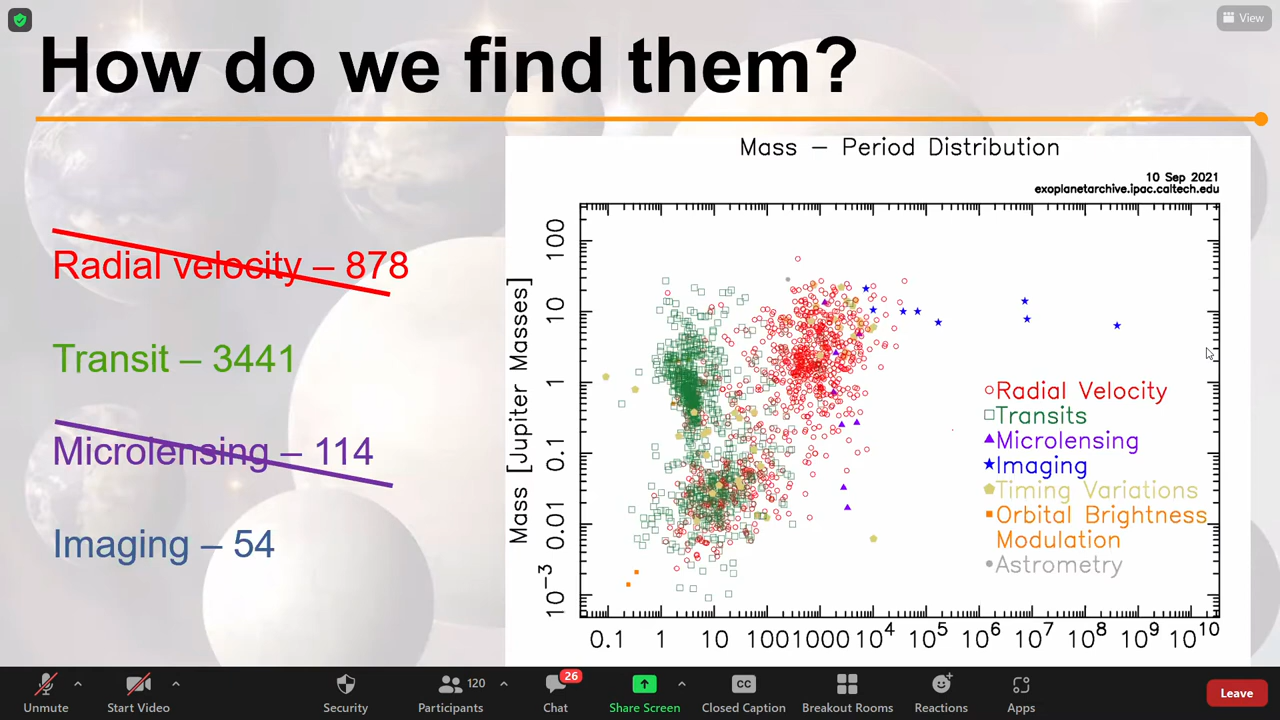 View
How do we find them?
Radial velocity – 878
Transit – 3441
Microlensing – 114
Imaging – 54
Mass – Period Distribution
10 Sep 2021
exoplanetarchive.ipac.caltech.edu
Mass [Jupiter Masses]
100
10
1
0.1
0.01
10⁻³
Radial Velocity
Transits
Microlensing
Imaging
Timing Variations
Orbital Brightness
Modulation
Astrometry
0.1 1 10 100 1000 10⁴ 10⁵ 10⁶ 10⁷ 10⁸ 10⁹ 10¹⁰
120 26 CC
Unmute Start Video Security Participants Chat Share Screen Closed Caption Breakout Rooms Reactions Apps Leave